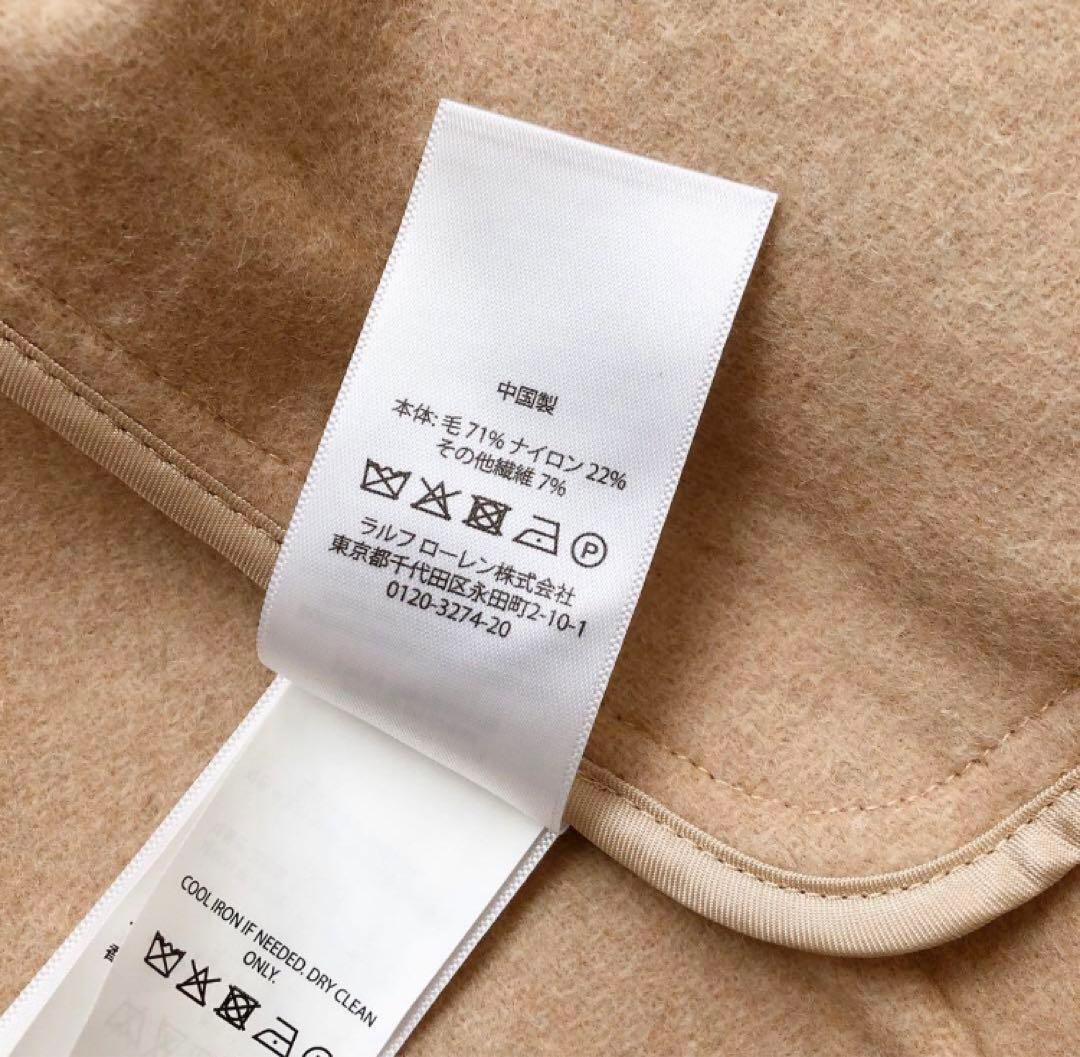 中国製
本体: 毛 71% ナイロン 22%
その他繊維 7%
P
ラルフ ローレン株式会社
東京都千代田区永田町2-10-1
0120-3274-20
COOL IRON IF NEEDED. DRY CLEAN
ONLY.